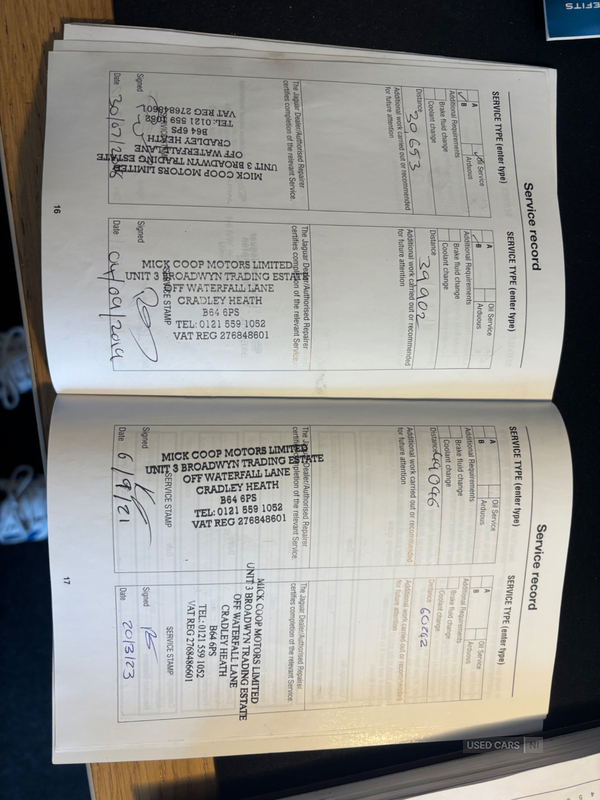 EFITS
Service record
SERVICE TYPE (enter type)
A
Oil Service
B
Arduous
Additional Requirements
Brake fluid change
Coolant change
Distance
30653
Additional work carried out or recommended
for future attention
The Jaguar Dealer/Authorised Repairer
certifies completion of the relevant Service.
MICK COOP MOTORS LIMITED
UNIT 3 BROADWYN TRADING ESTATE
OFF WATERFALL LANE
CRADLEY HEATH
B64 6PS
TEL: 0121 559 1052
VAT REG 276848601
Signed
Date
SERVICE TYPE (enter type)
A
Oil Service
B
Arduous
Additional Requirements
Brake fluid change
Coolant change
Distance
39,902
Additional work carried out or recommended
for future attention
The Jaguar Dealer/Authorised Repairer
certifies completion of the relevant Service.
MICK COOP MOTORS LIMITED
UNIT 3 BROADWYN TRADING ESTATE
OFF WATERFALL LANE
CRADLEY HEATH
SERVICE STAMP
B64 6PS
TEL: 0121 559 1052
VAT REG 276848601
Signed
Date 04/09/2019
16
Service record
SERVICE TYPE (enter type)
A
Oil Service
B
Arduous
Additional Requirements
Brake fluid change
Coolant change
Distance 49096
Additional work carried out or recommended
for future attention
The Jaguar Dealer/Authorised Repairer
certifies completion of the relevant Service.
MICK COOP MOTORS LIMITED
UNIT 3 BROADWYN TRADING ESTATE
OFF WATERFALL LANE
CRADLEY HEATH
B64 6PS
TEL: 0121 559 1052
VAT REG 276848601
SERVICE STAMP
Signed
Date 6/9/21
SERVICE TYPE (enter type)
A
Oil Service
B
Arduous
Additional Requirements
Brake fluid change
Coolant change
Distance 60242
Additional work carried out or recommended
for future attention
The Jaguar Dealer/Authorised Repairer
certifies completion of the relevant Service.
MICK COOP MOTORS LIMITED
UNIT 3 BROADWYN TRADING ESTATE
OFF WATERFALL LANE
CRADLEY HEATH
B64 6PS
TEL: 0121 559 1052
VAT REG 2768486601
SERVICE STAMP
Signed
Date 20/3/23
17
USED CARS NI